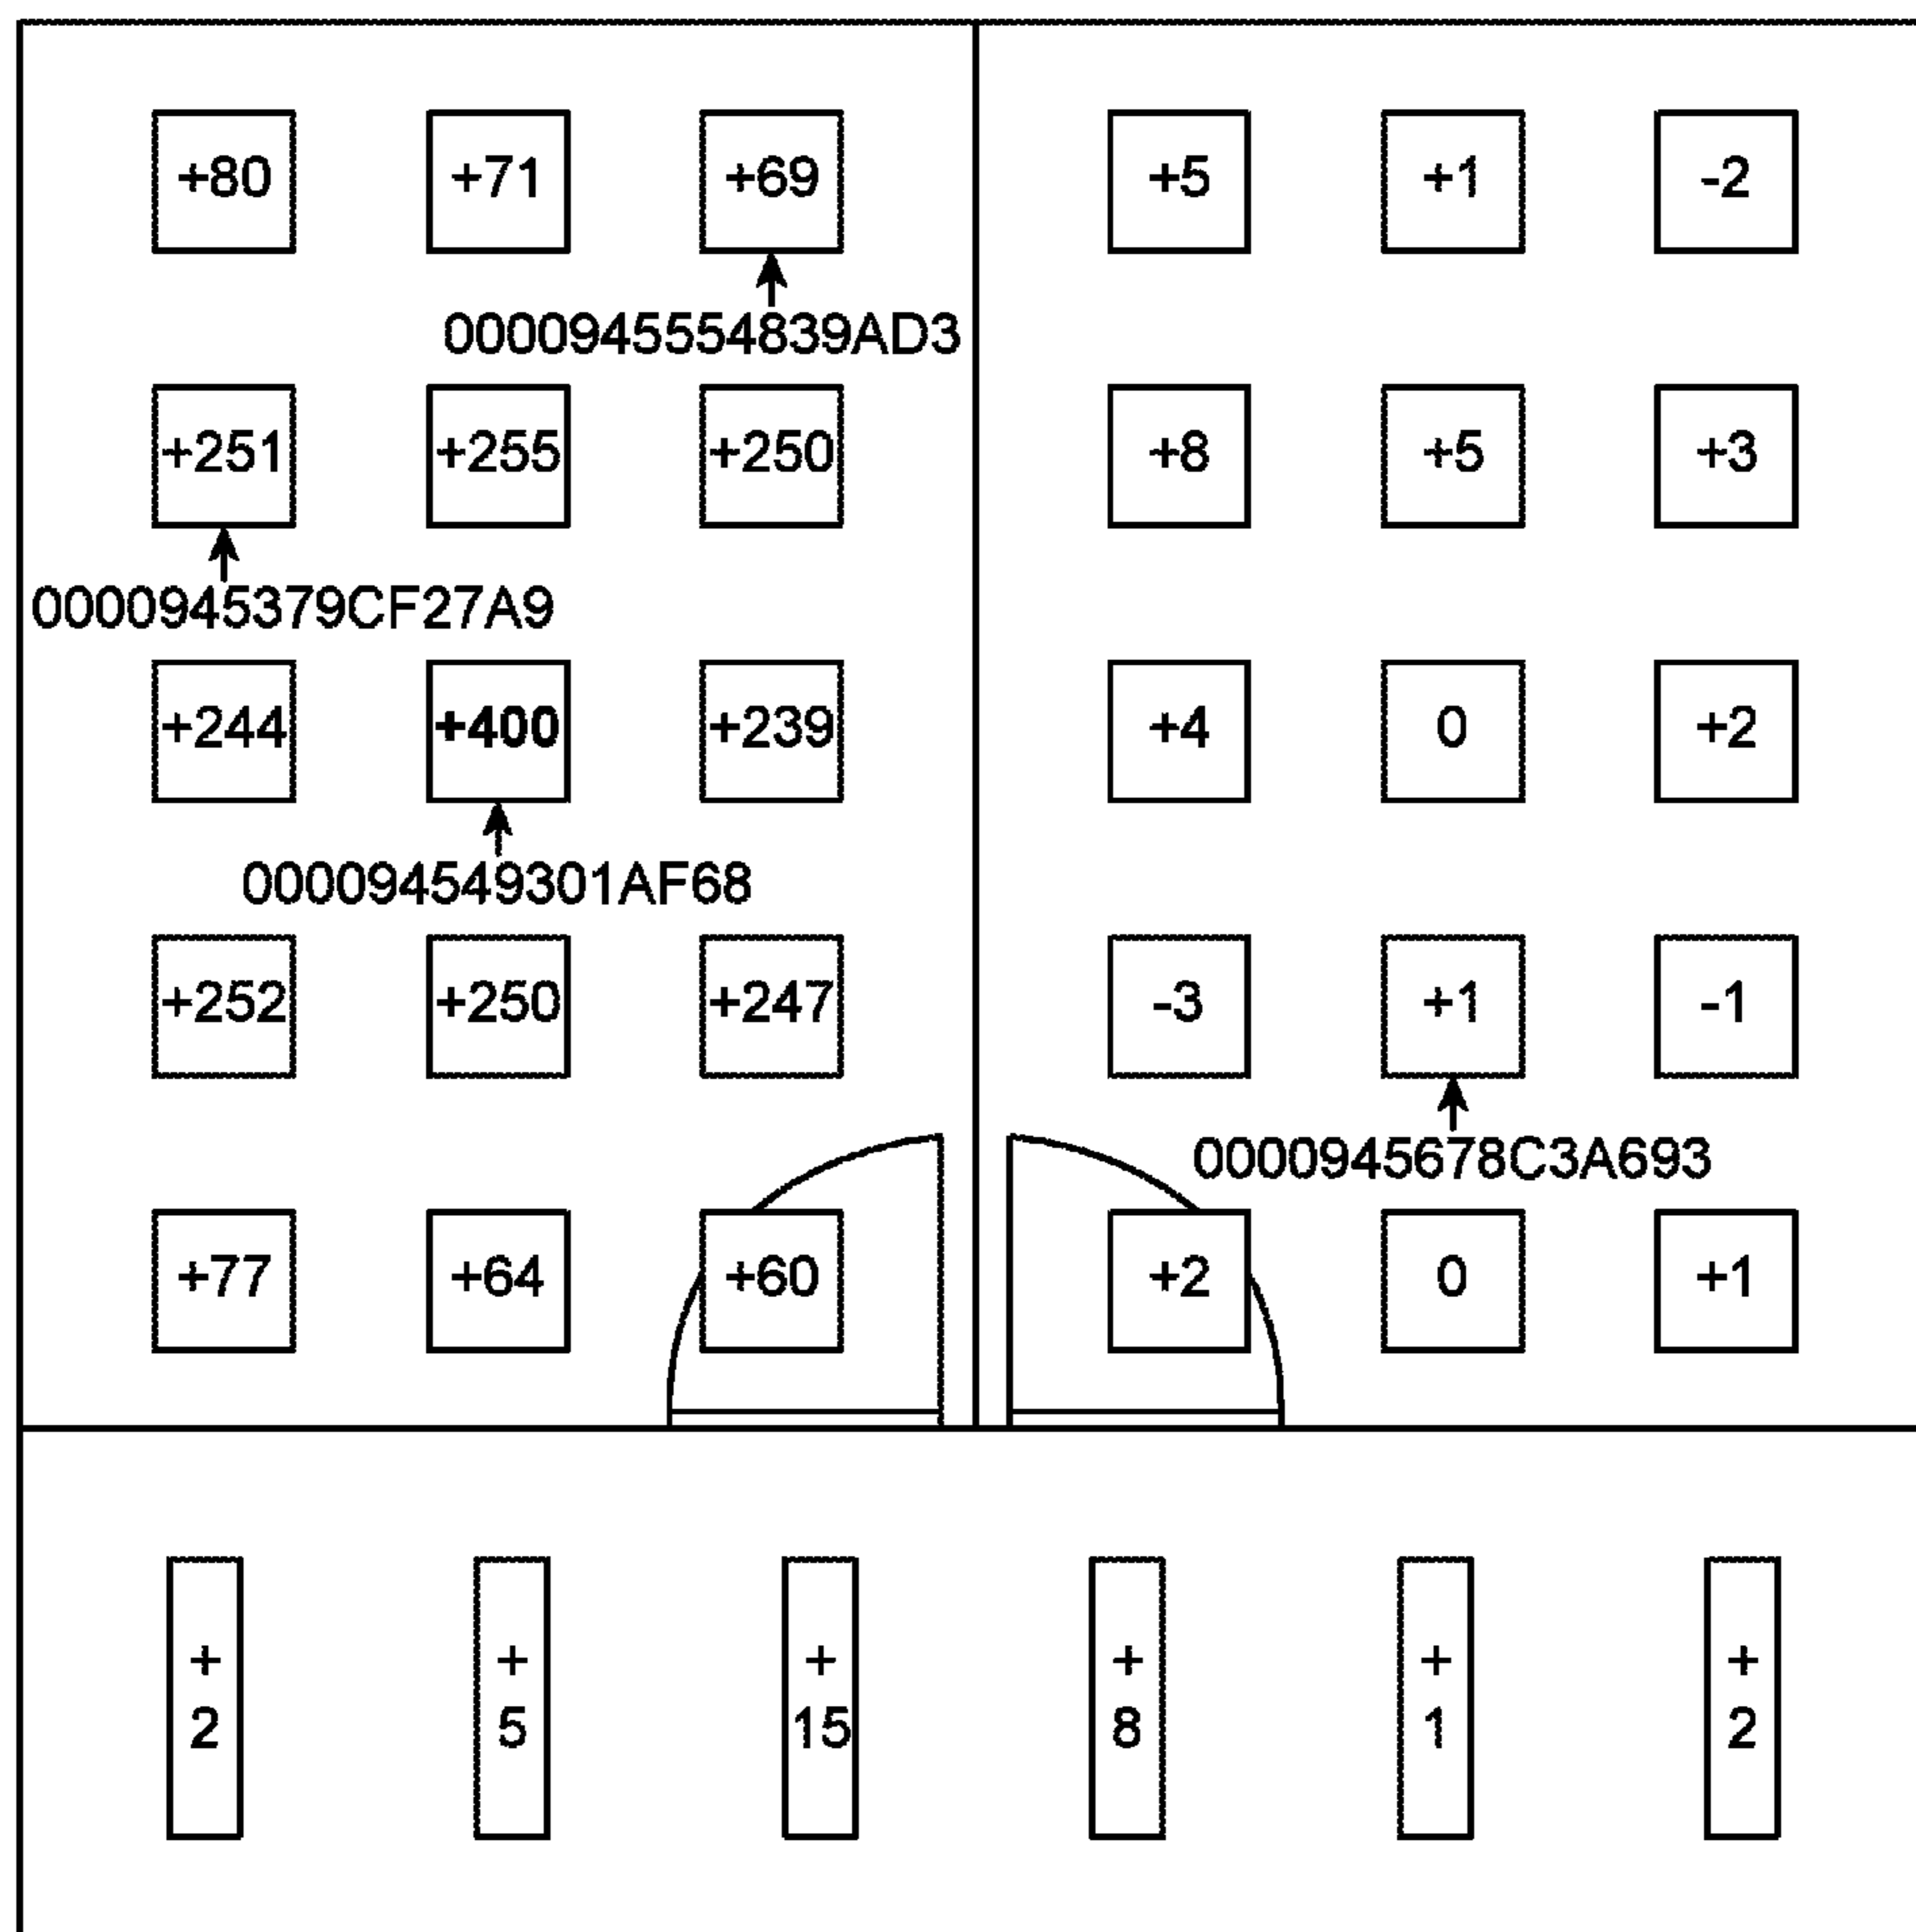 +80 +71 +69 +5 +1 -2
0000945554839AD3
+251 +255 +250 +8 +5 +3
0000945379CF27A9
+244 +400 +239 +4 0 +2
000094549301AF68
+252 +250 +247 -3 +1 -1
0000945678C3A693
+77 +64 +60 +2 0 +1
+ + + + + +
2 5 15 8 1 2